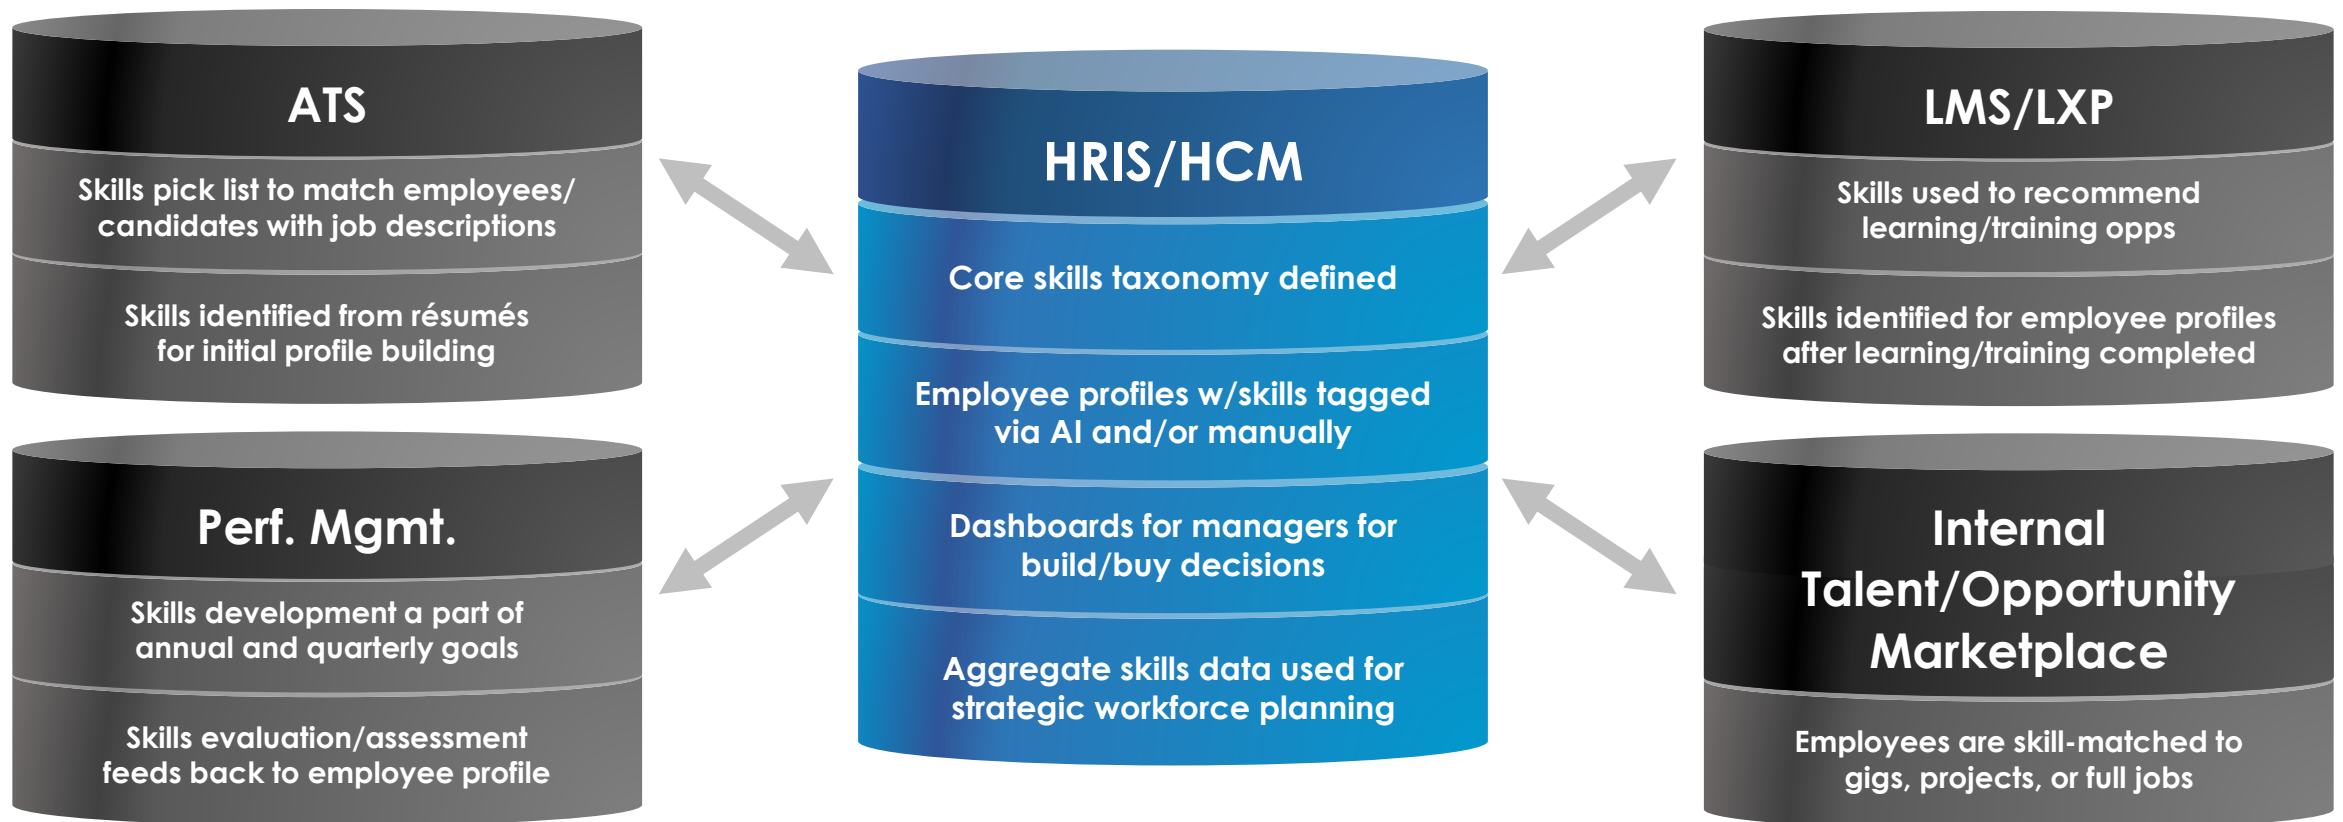 ATS
Skills pick list to match employees/
candidates with job descriptions
Skills identified from résumés
for initial profile building
Perf. Mgmt.
Skills development a part of
annual and quarterly goals
Skills evaluation/assessment
feeds back to employee profile
HRIS/HCM
Core skills taxonomy defined
Employee profiles w/skills tagged
via AI and/or manually
Dashboards for managers for
build/buy decisions
Aggregate skills data used for
strategic workforce planning
LMS/LXP
Skills used to recommend
learning/training opps
Skills identified for employee profiles
after learning/training completed
Internal
Talent/Opportunity
Marketplace
Employees are skill-matched to
gigs, projects, or full jobs